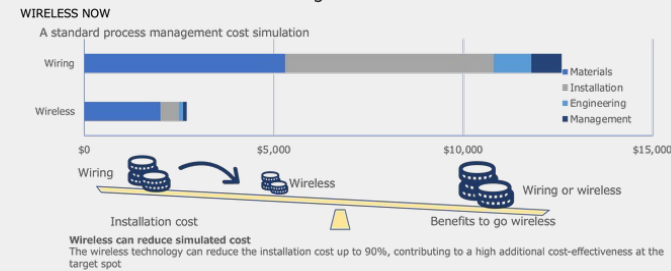 WIRELESS NOW
A standard process management cost simulation
Wiring
Wireless
Materials
Installation
Engineering
Management
$0 $5,000 $10,000 $15,000
Wiring
Wireless
Wiring or wireless
Installation cost
Benefits to go wireless
Wireless can reduce simulated cost
The wireless technology can reduce the installation cost up to 90%, contributing to a high additional cost-effectiveness at the
target spot